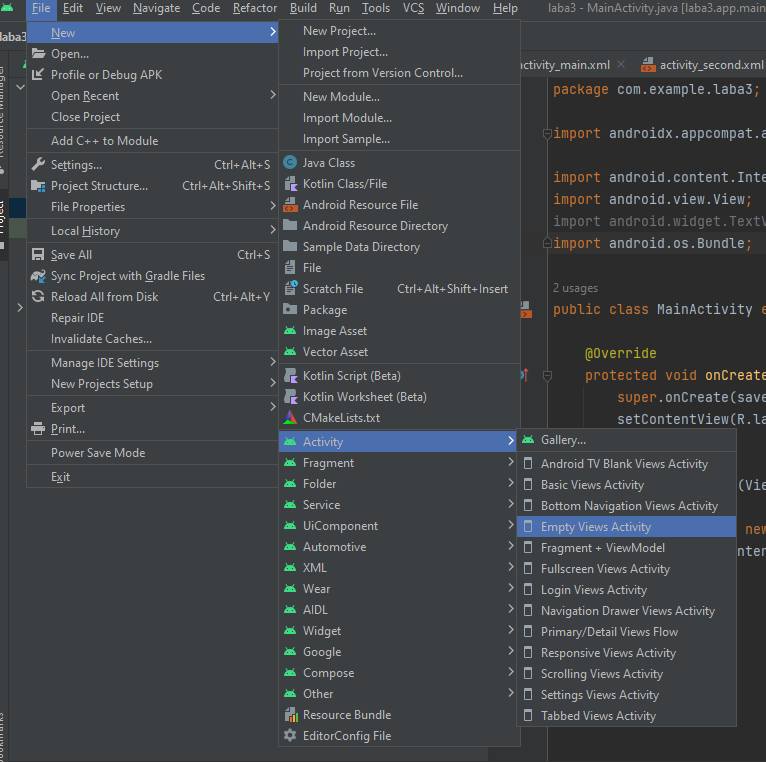 File Edit View Navigate Code Refactor Build Run Tools VCS Window Help laba3 - MainActivity.java [laba3.app.main
laba3
New
Open...
Profile or Debug APK
Open Recent
Close Project
Add C++ to Module
Settings... Ctrl+Alt+S
Project Structure... Ctrl+Alt+Shift+S
File Properties
Local History
Save All Ctrl+S
Sync Project with Gradle Files
Reload All from Disk Ctrl+Alt+Y
Repair IDE
Invalidate Caches...
Manage IDE Settings
New Projects Setup
Export
Print...
Power Save Mode
Exit
New Project...
Import Project...
Project from Version Control...
New Module...
Import Module...
Import Sample...
Java Class
Kotlin Class/File
Android Resource File
Android Resource Directory
Sample Data Directory
File
Scratch File Ctrl+Alt+Shift+Insert
Package
Image Asset
Vector Asset
Kotlin Script (Beta)
Kotlin Worksheet (Beta)
CMakeLists.txt
Activity
Fragment
Folder
Service
UiComponent
Automotive
XML
Wear
AIDL
Widget
Google
Compose
Other
Resource Bundle
EditorConfig File
Gallery...
Android TV Blank Views Activity
Basic Views Activity
Bottom Navigation Views Activity
Empty Views Activity
Fragment + ViewModel
Fullscreen Views Activity
Login Views Activity
Navigation Drawer Views Activity
Primary/Detail Views Flow
Responsive Views Activity
Scrolling Views Activity
Settings Views Activity
Tabbed Views Activity
ctivity_main.xml activity_second.xml
package com.example.laba3;
import androidx.appcompat.a
import android.content.Inte
import android.view.View;
import android.widget.TextV
import android.os.Bundle;
2 usages
public class MainActivity e
@Override
protected void onCreate
super.onCreate(save
setContentView(R.la
(Vie
new
nten